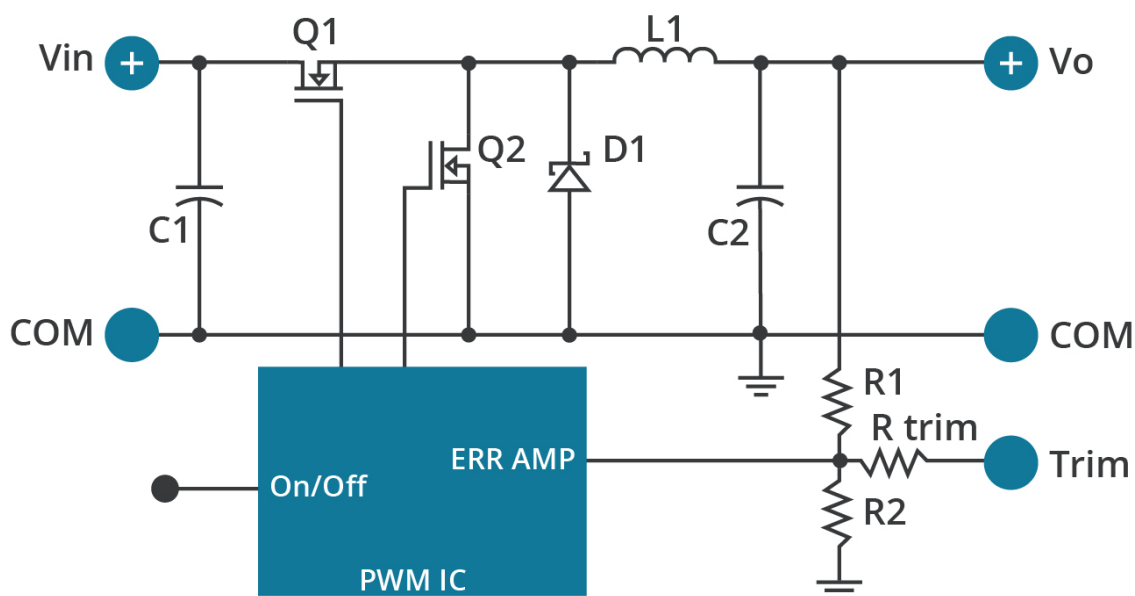 Q1
L1
Vin
+
+
Vo
Q2
D1
C1
C2
COM
COM
R1
R trim
ERR AMP
Trim
On/Off
R2
PWM IC